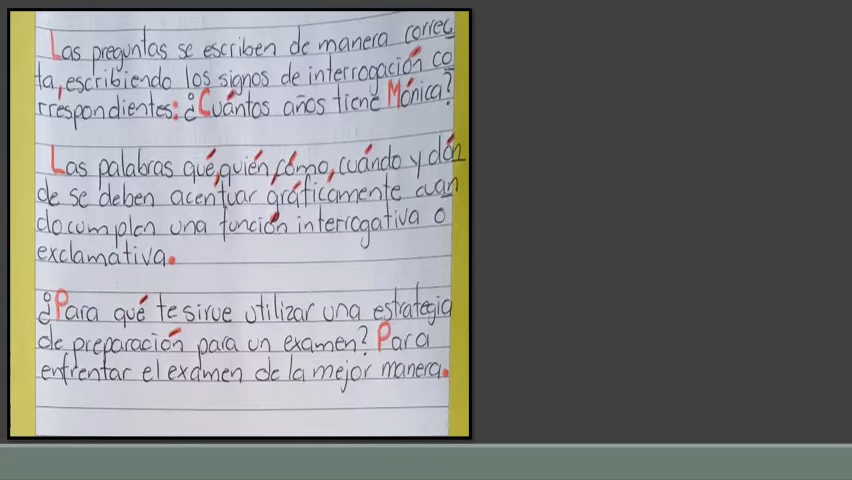 Las preguntas se escriben de manera correc
ta, escribiendo los signos de interrogación co
rrespondientes: ¿Cuántos años tiene Mónica?
Las palabras qué, quién, cómo, cuándo y dón
de se deben acentuar gráficamente cuan
do cumplen una función interrogativa o
exclamativa.
¿Para qué te sirve utilizar una estrategia
de preparación para un examen? Para
enfrentar el examen de la mejor manera.